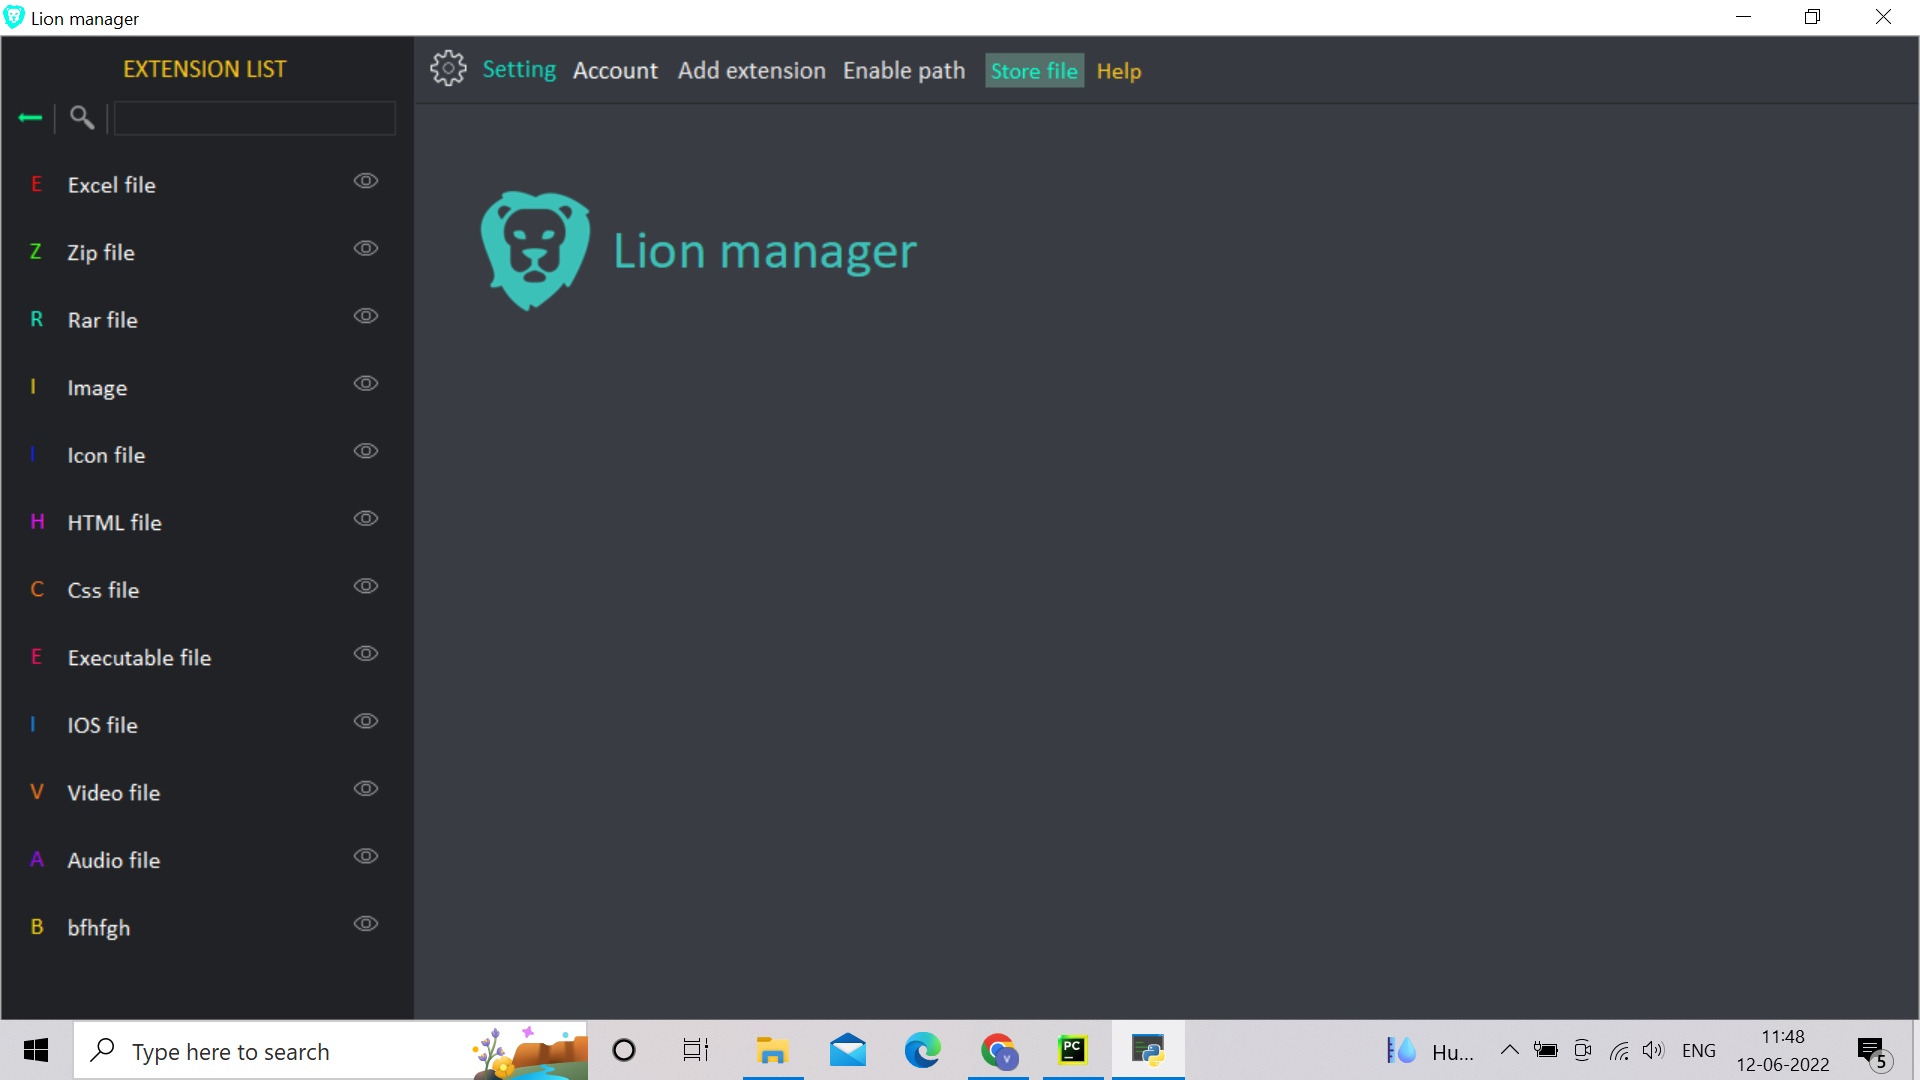 Lion manager
EXTENSION LIST
Setting Account Add extension Enable path Store file Help
E Excel file
Z Zip file
R Rar file
I Image
I Icon file
H HTML file
C Css file
E Executable file
I IOS file
V Video file
A Audio file
B bfhfgh
Lion manager
Type here to search
PC
v
Hu...
ENG
11:48
12-06-2022
5